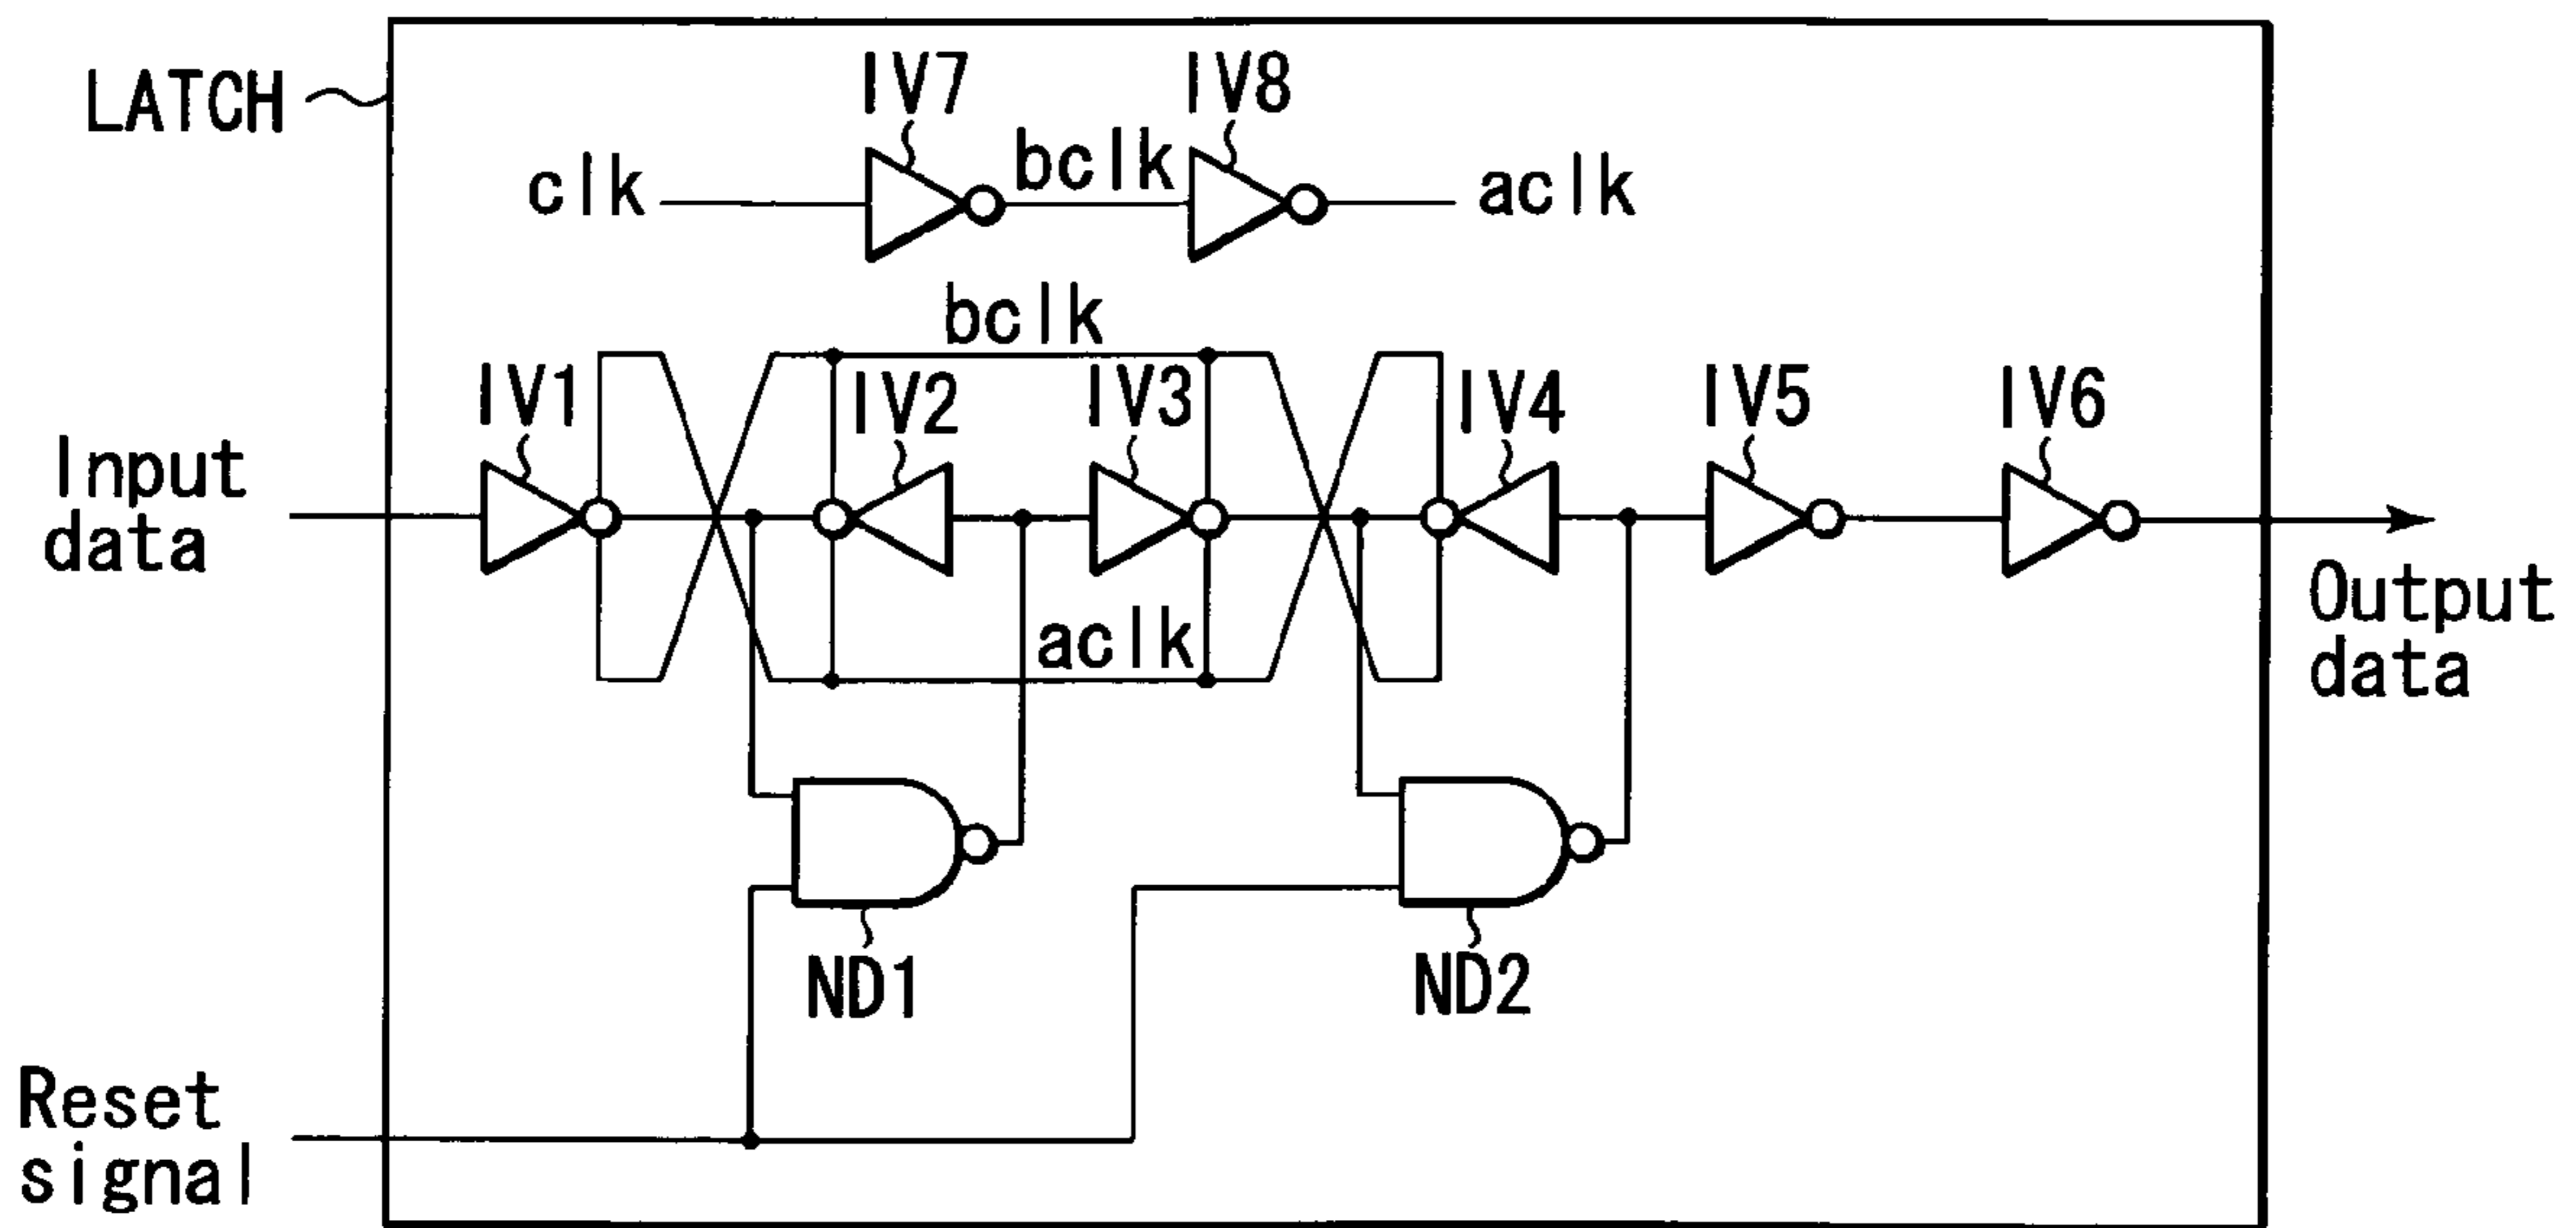 LATCH
IV7
IV8
clk
bclk
aclk
bclk
IV1
IV2
IV3
IV4
IV5
IV6
Input
data
aclk
Output
data
ND1
ND2
Reset
signal